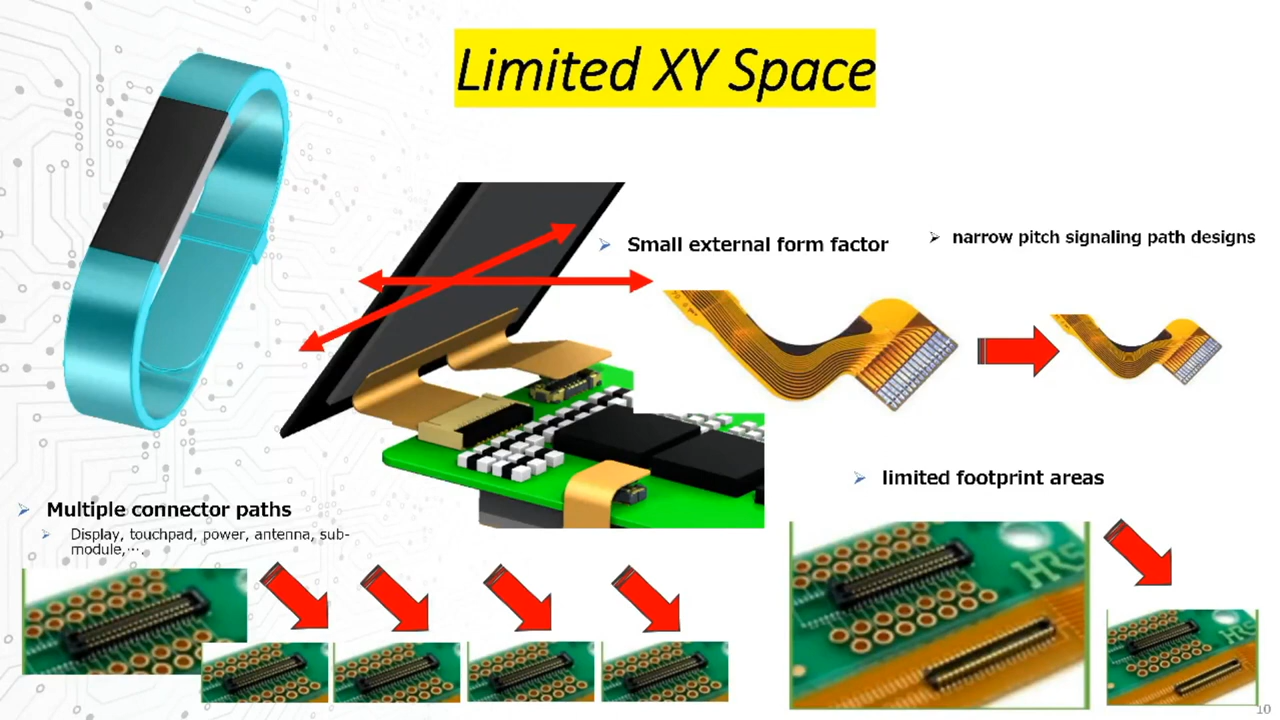 Limited XY Space
Small external form factor
narrow pitch signaling path designs
limited footprint areas
Multiple connector paths
Display, touchpad, power, antenna, sub-
module,….
HRS
HRS
10